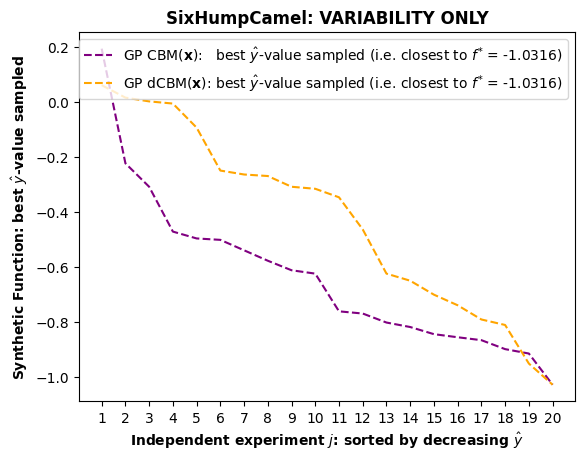 SixHumpCamel: VARIABILITY ONLY
GP CBM(x): best ŷ-value sampled (i.e. closest to f* = -1.0316)
GP dCBM(x): best ŷ-value sampled (i.e. closest to f* = -1.0316)
Synthetic Function: best ŷ-value sampled
0.2
0.0
−0.2
−0.4
−0.6
−0.8
−1.0
1 2 3 4 5 6 7 8 9 10 11 12 13 14 15 16 17 18 19 20
Independent experiment j: sorted by decreasing ŷ